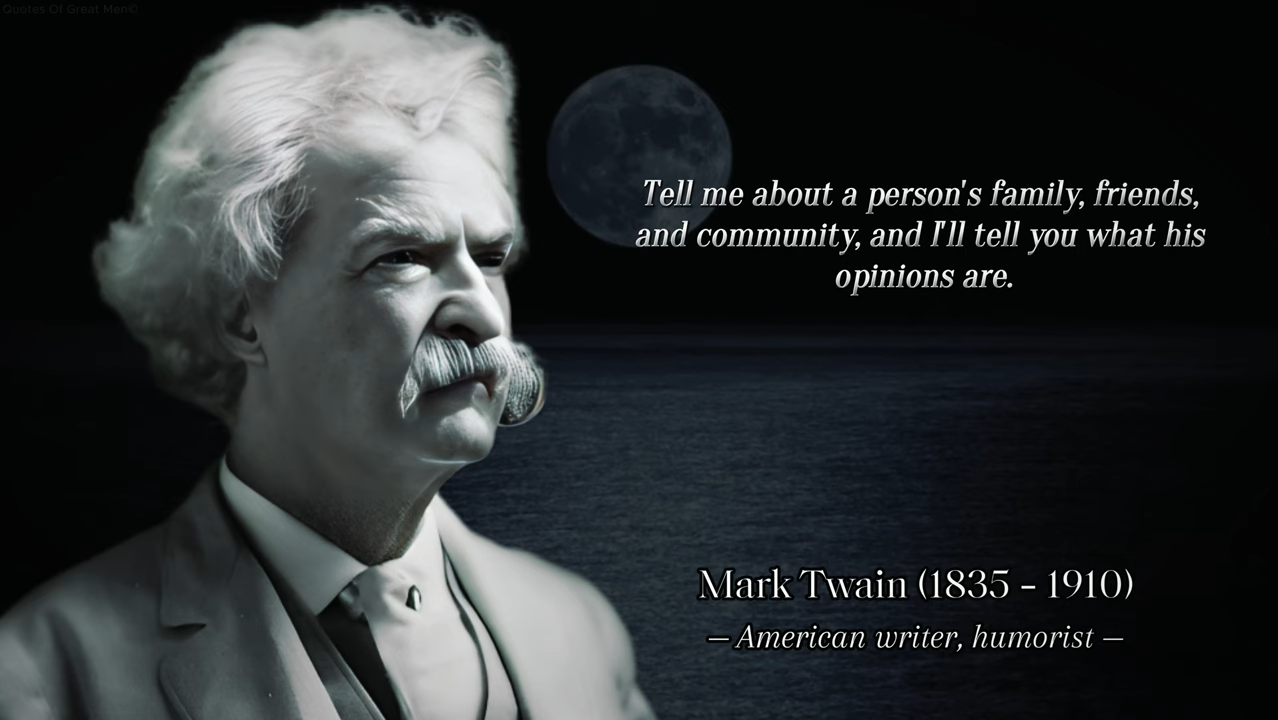 Quotes Of Great Men©
Tell me about a person's family, friends,
and community, and I'll tell you what his
opinions are.
Mark Twain (1835 - 1910)
— American writer, humorist —